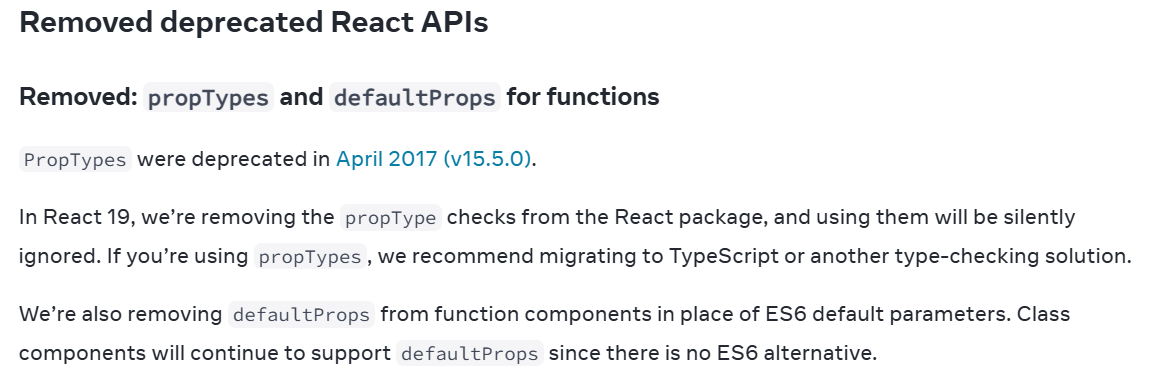 Removed deprecated React APIs
Removed: propTypes and defaultProps for functions
PropTypes were deprecated in April 2017 (v15.5.0).
In React 19, we’re removing the propType checks from the React package, and using them will be silently
ignored. If you’re using propTypes, we recommend migrating to TypeScript or another type-checking solution.
We’re also removing defaultProps from function components in place of ES6 default parameters. Class
components will continue to support defaultProps since there is no ES6 alternative.